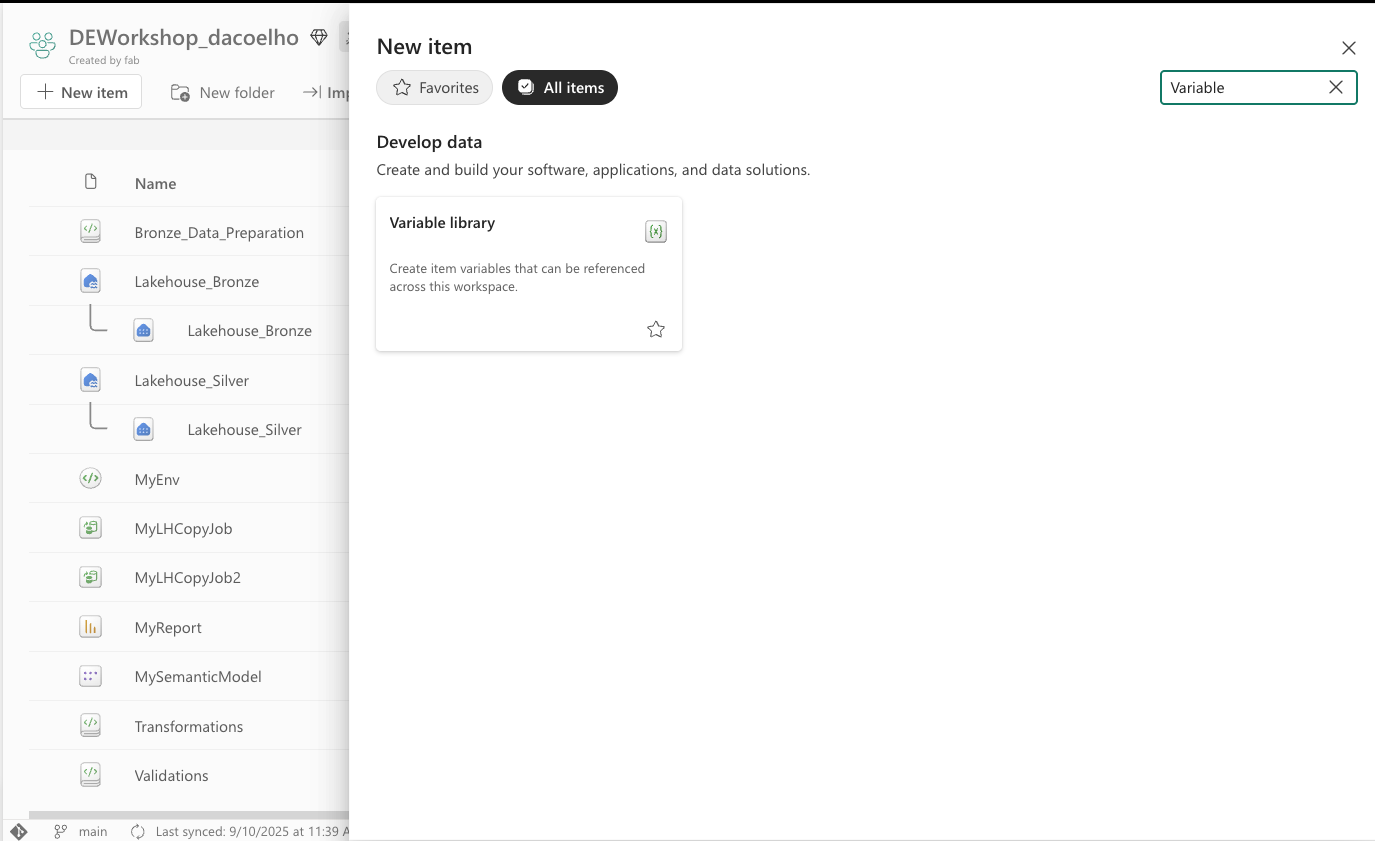 DEWorkshop_dacoelho
Created by fab
New item
New folder
Name
Bronze_Data_Preparation
Lakehouse_Bronze
Lakehouse_Bronze
Lakehouse_Silver
Lakehouse_Silver
MyEnv
MyLHCopyJob
MyLHCopyJob2
MyReport
MySemanticModel
Transformations
Validations
main
Last synced: 9/10/2025 at 11:39
New item
Favorites
All items
Variable
Develop data
Create and build your software, applications, and data solutions.
Variable library
{x}
Create item variables that can be referenced
across this workspace.